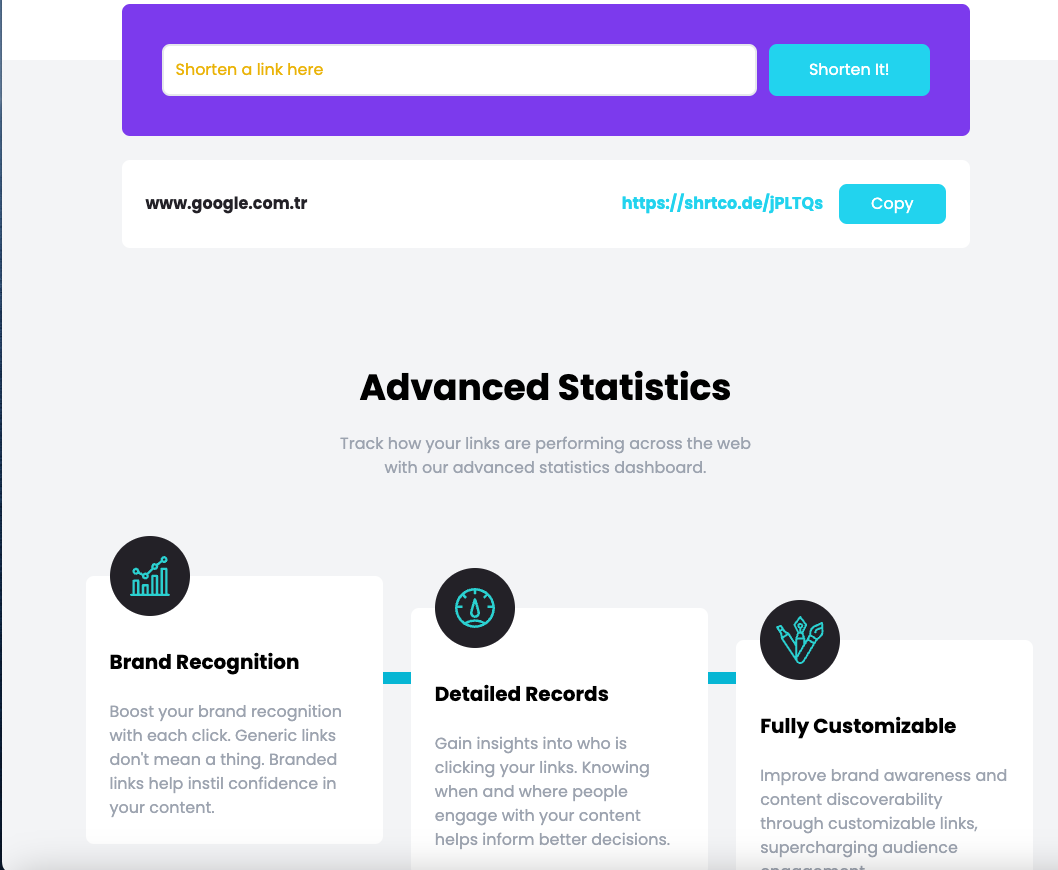 Shorten a link here
Shorten It!
www.google.com.tr
https://shrtco.de/jPLTQs
Copy
Advanced Statistics
Track how your links are performing across the web
with our advanced statistics dashboard.
Brand Recognition
Boost your brand recognition
with each click. Generic links
don't mean a thing. Branded
links help instil confidence in
your content.
Detailed Records
Gain insights into who is
clicking your links. Knowing
when and where people
engage with your content
helps inform better decisions.
Fully Customizable
Improve brand awareness and
content discoverability
through customizable links,
supercharging audience